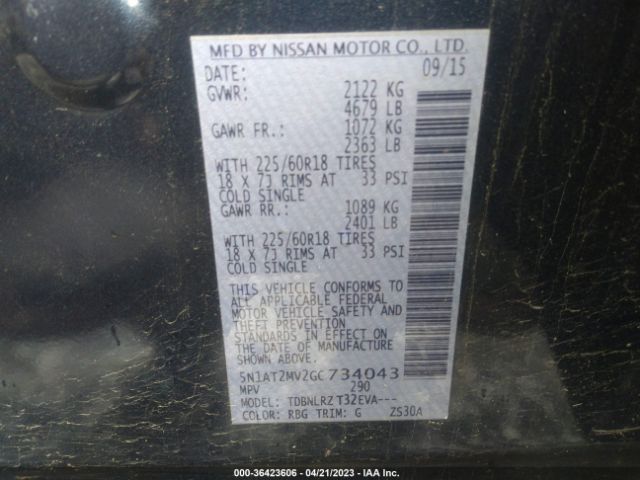 MFD BY NISSAN MOTOR CO., LTD.
DATE: 09/15
GVWR: 2122 KG
4679 LB
GAWR FR.: 1072 KG
2363 LB
WITH 225/60R18 TIRES
18 X 7J RIMS AT 33 PSI
COLD SINGLE
GAWR RR.: 1089 KG
2401 LB
WITH 225/60R18 TIRES
18 X 7J RIMS AT 33 PSI
COLD SINGLE
THIS VEHICLE CONFORMS TO
ALL APPLICABLE FEDERAL
MOTOR VEHICLE SAFETY AND
THEFT PREVENTION
STANDARDS IN EFFECT ON
THE DATE OF MANUFACTURE
SHOWN ABOVE.
5N1AT2MV2GC734043
MPV 290
MODEL: TDBNLRZ T32EVA---
COLOR: RBG TRIM: G ZS30A
000-36423606 - 04/21/2023 - IAA Inc.